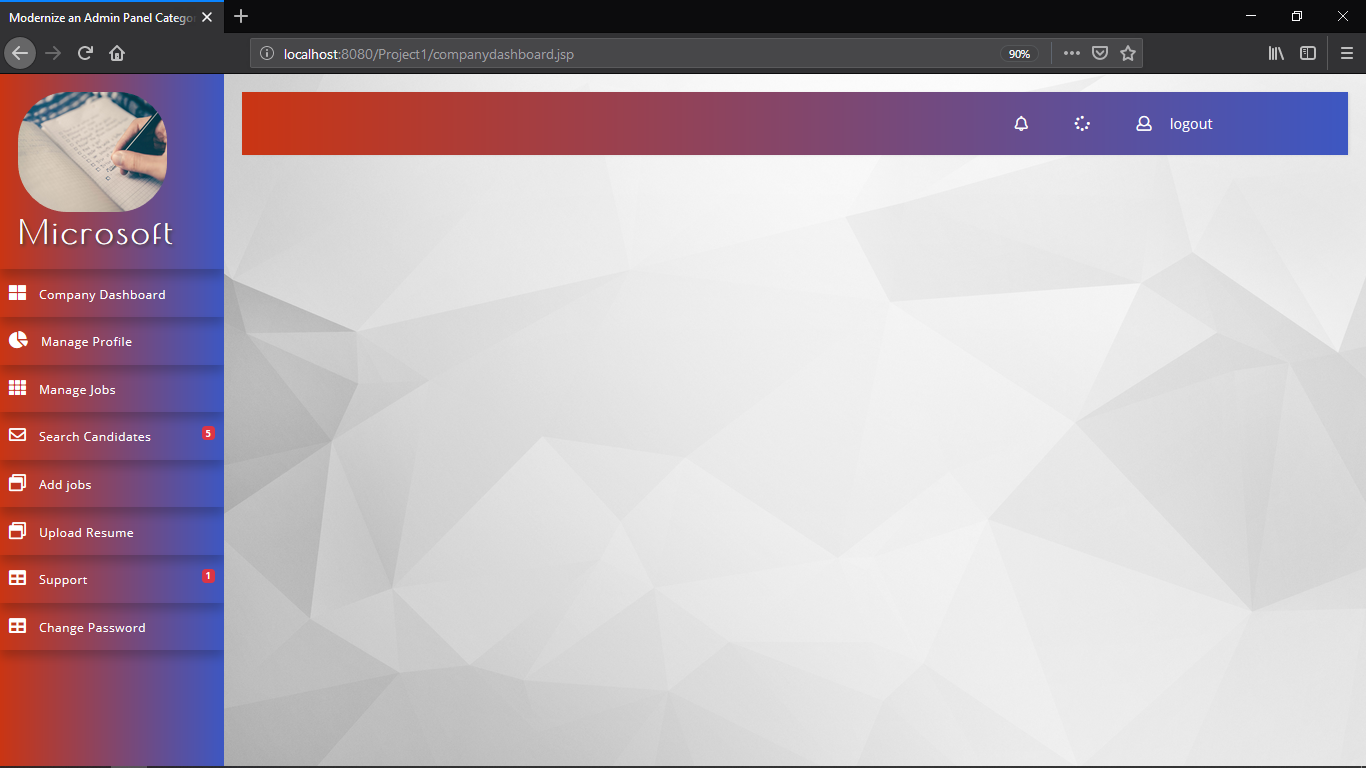 Modernize an Admin Panel Catego
localhost:8080/Project1/companydashboard.jsp
90%
logout
Microsoft
Company Dashboard
Manage Profile
Manage Jobs
Search Candidates 5
Add jobs
Upload Resume
Support 1
Change Password